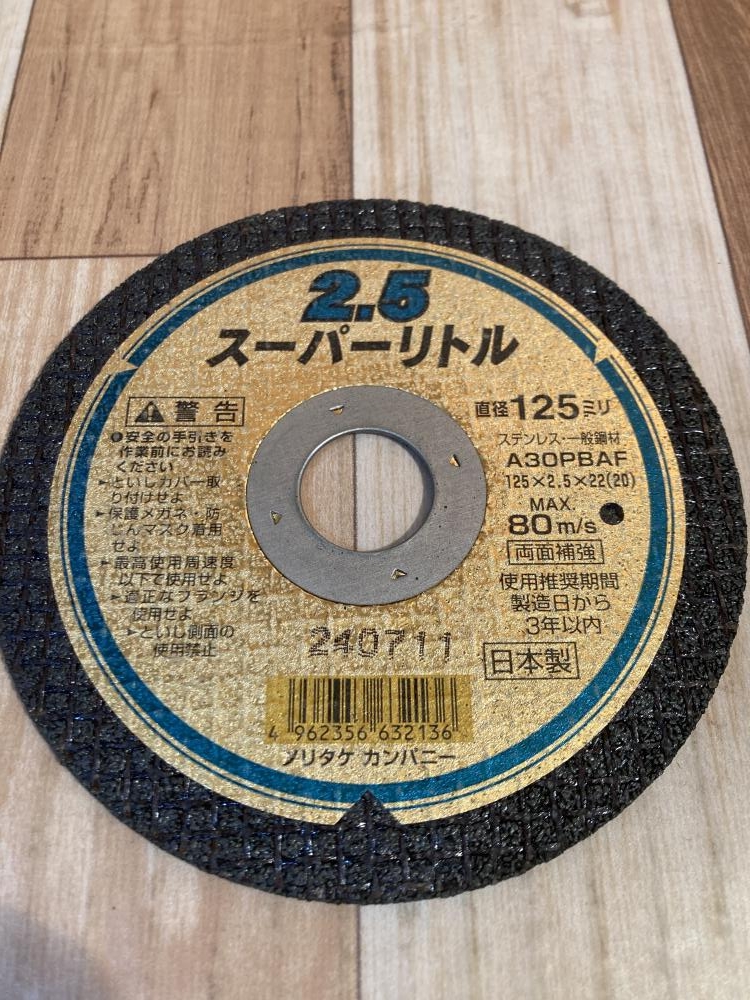 2.5
スーパーリトル
警告
安全の手引きを
作業前にお読み
ください
といしカバー取
り付けせよ
保護メガネ・防
じんマスク着用
せよ
最高使用周速度
以下で使用せよ
適正なフランジを
使用せよ
といし側面の
使用禁止
直径125ミリ
ステンレス・一般鋼材
A30PBAF
125×2.5×22(20)
MAX.
80m/s
両面補強
使用推奨期間
製造日から
3年以内
日本製
240711
4 962356 632136
ノリタケ カンパニー